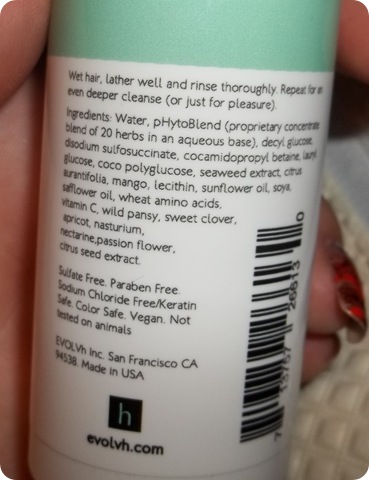 Wet hair, lather well and rinse thoroughly. Repeat for an
even deeper cleanse (or just for pleasure).
Ingredients: Water, pHytoBlend (proprietary concentrate
blend of 20 herbs in an aqueous base), decyl glucose,
disodium sulfosuccinate, cocamidopropyl betaine, lauryl
glucose, coco polyglucose, seaweed extract, citrus
aurantifolia, mango, lecithin, sunflower oil, soya,
safflower oil, wheat amino acids,
vitamin C, wild pansy, sweet clover,
apricot, nasturium,
nectarine,passion flower,
citrus seed extract.
Sulfate Free. Paraben Free.
Sodium Chloride Free/Keratin
Safe. Color Safe. Vegan. Not
tested on animals
EVOLVh Inc. San Francisco CA
94538. Made in USA
h
evolvh.com